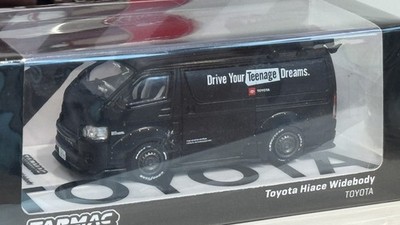 Drive Your Teenage Dreams.
TOYOTA
TOYOTA
Toyota Hiace Widebody
TOYOTA
TARMAC